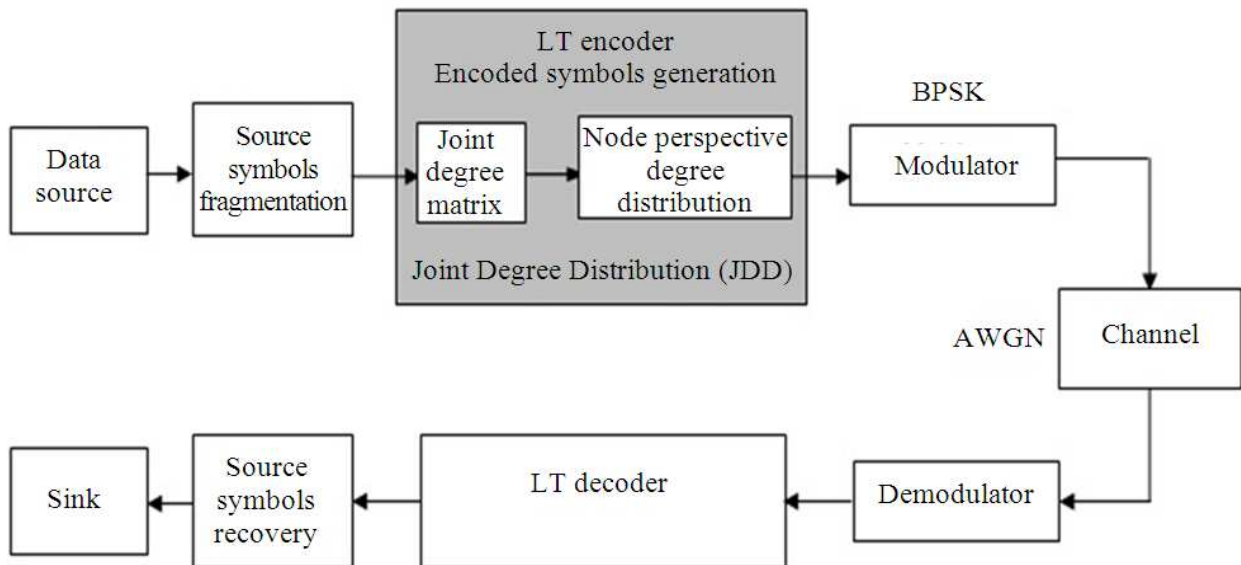 LT encoder
Encoded symbols generation
BPSK
Data
source
Source
symbols
fragmentation
Joint
degree
matrix
Node perspective
degree
distribution
Modulator
Joint Degree Distribution (JDD)
AWGN
Channel
Sink
Source
symbols
recovery
LT decoder
Demodulator